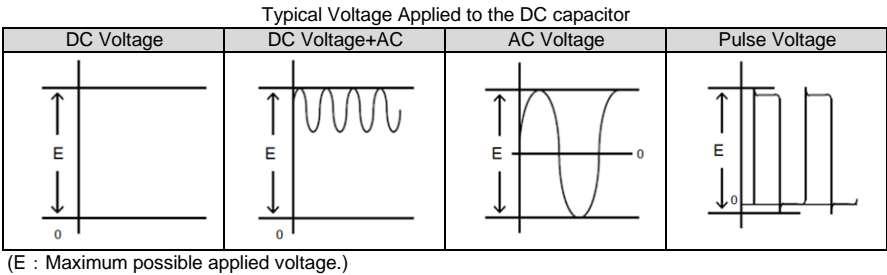 Typical Voltage Applied to the DC capacitor
DC Voltage DC Voltage+AC AC Voltage Pulse Voltage
E E E E
0 0 0 0
(E：Maximum possible applied voltage.)